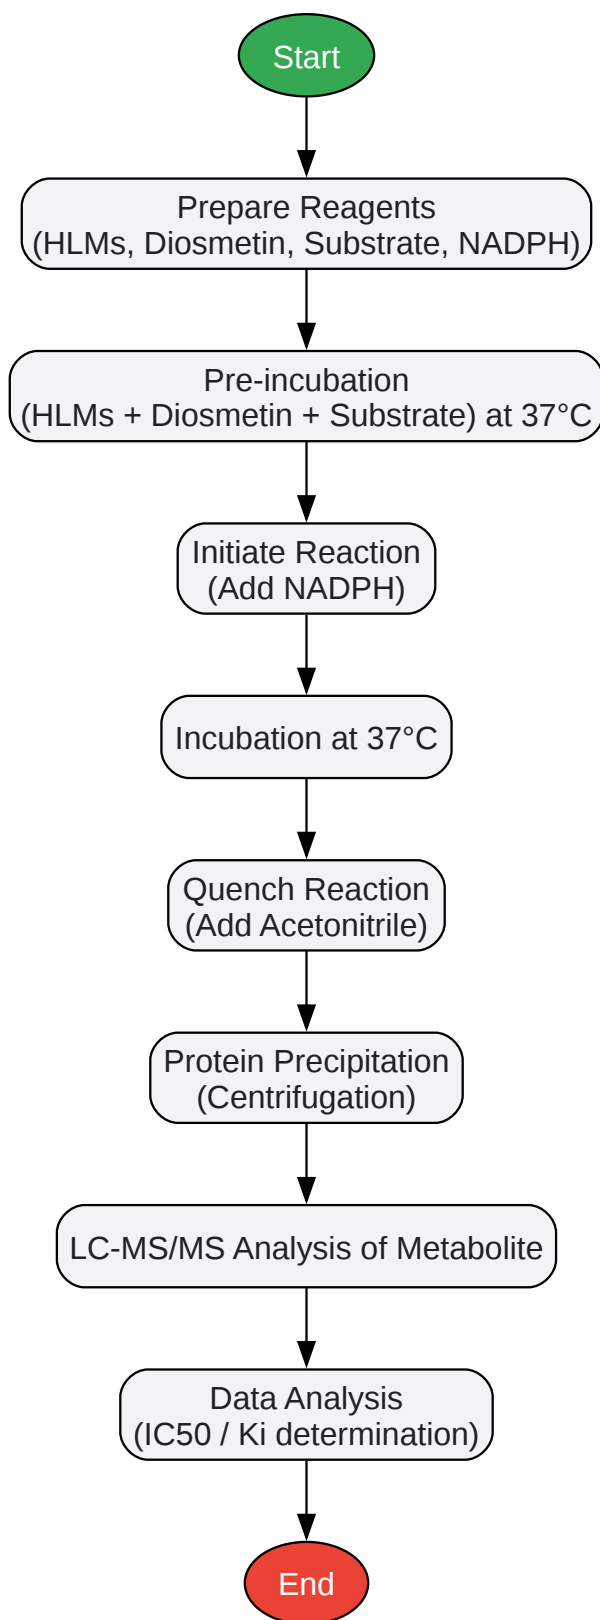 Start
Prepare Reagents
(HLMs, Diosmetin, Substrate, NADPH)
Pre-incubation
(HLMs + Diosmetin + Substrate) at 37°C
Initiate Reaction
(Add NADPH)
Incubation at 37°C
Quench Reaction
(Add Acetonitrile)
Protein Precipitation
(Centrifugation)
LC-MS/MS Analysis of Metabolite
Data Analysis
(IC50 / Ki determination)
End